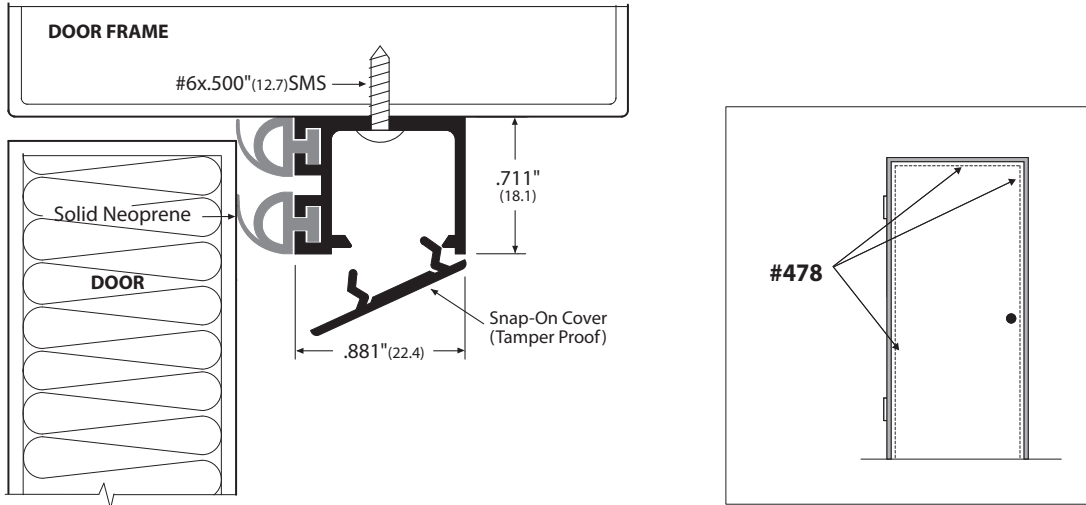 DOOR FRAME
#6x.500"(12.7)SMS
.711"
(18.1)
Solid Neoprene
DOOR
Snap-On Cover
(Tamper Proof)
.881"(22.4)
#478